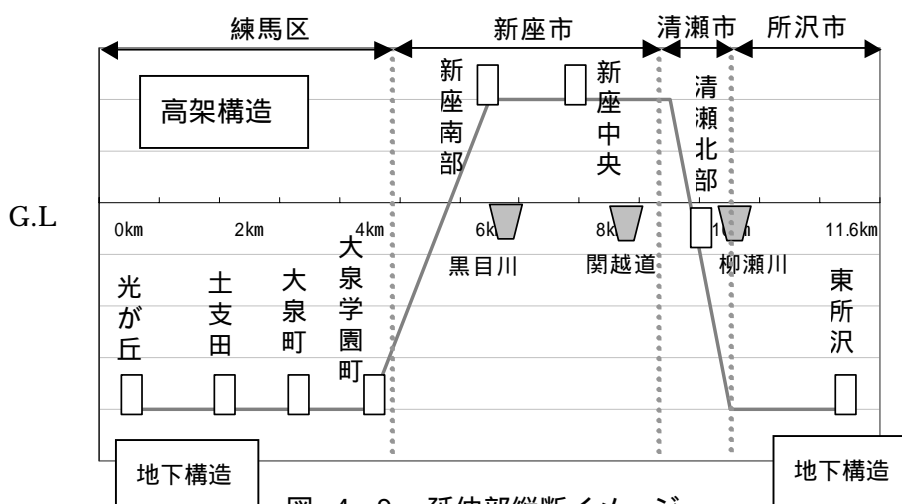 練馬区
新座市
清瀬市
所沢市
高架構造
新座南部
新座中央
清瀬北部
G.L
0km
2km
4km
8k
11.6km
黒目川
関越道
柳瀬川
光が丘
土支田
大泉町
大泉学園町
東所沢
地下構造
地下構造